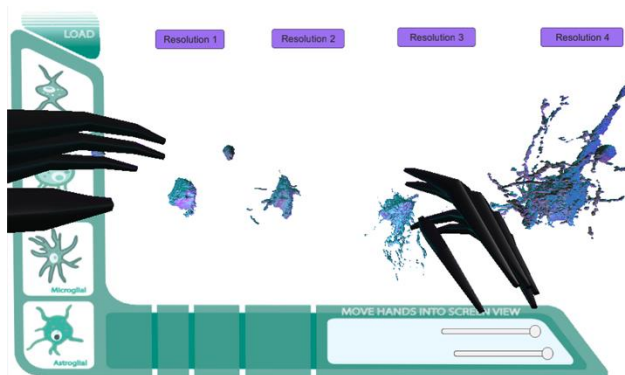 LOAD
Resolution 1
Resolution 2
Resolution 3
Resolution 4
Microglial
Astroglial
MOVE HANDS INTO SCREEN VIEW